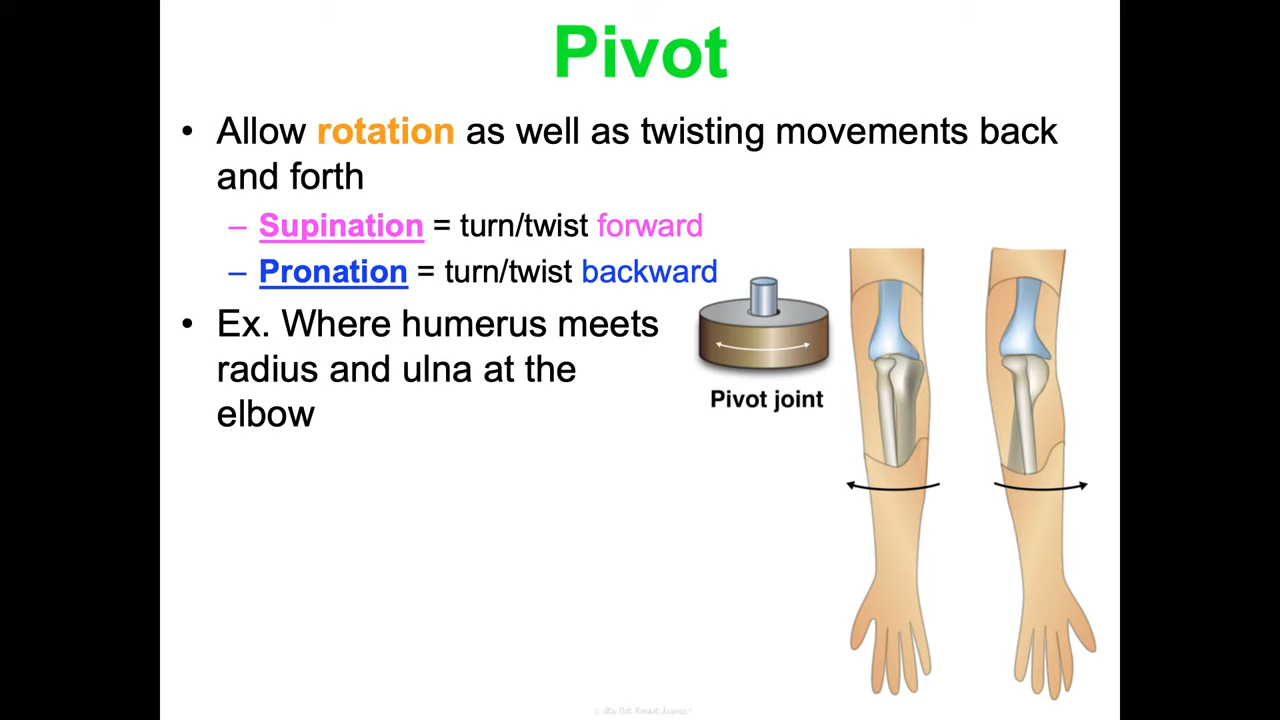 Pivot
• Allow rotation as well as twisting movements back
and forth
– Supination = turn/twist forward
– Pronation = turn/twist backward
• Ex. Where humerus meets
radius and ulna at the
elbow
Pivot joint